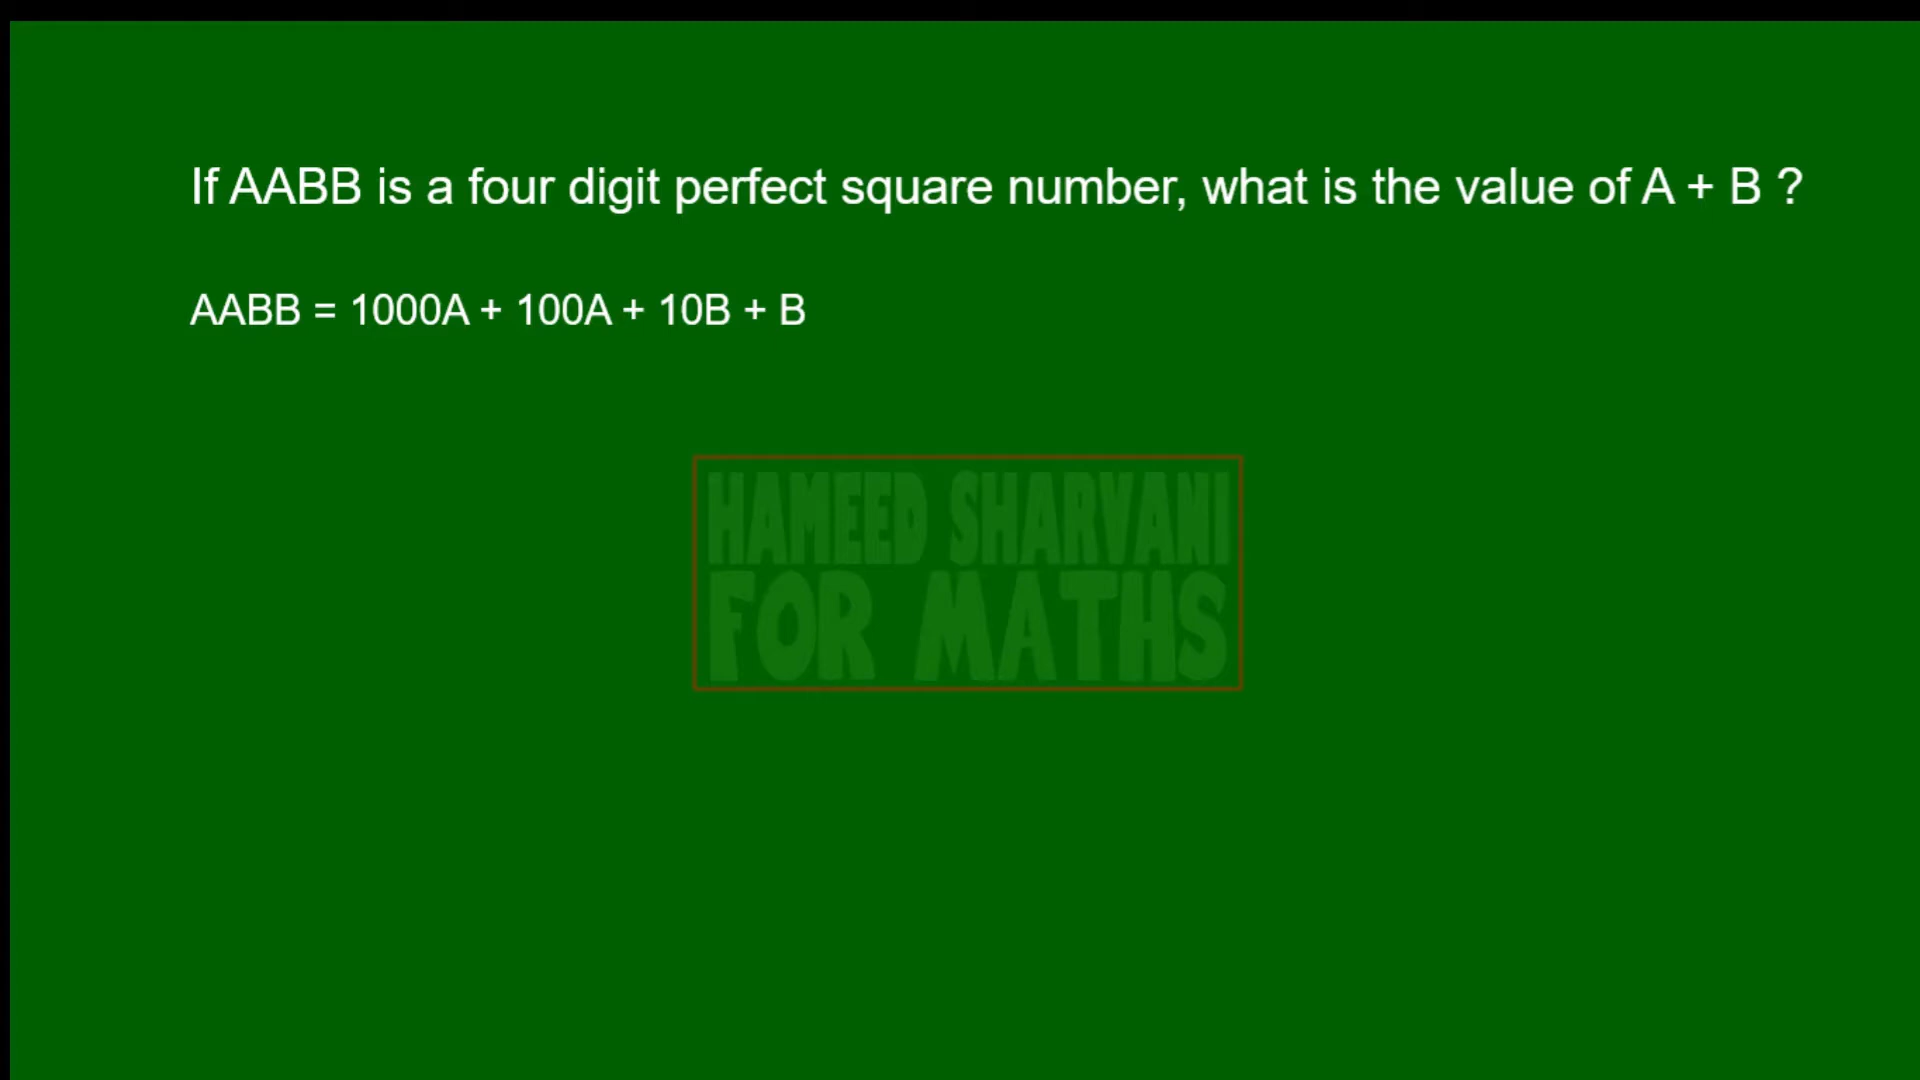 If AABB is a four digit perfect square number, what is the value of A + B ?
AABB = 1000A + 100A + 10B + B
HAMEED SHARVANI
FOR MATHS